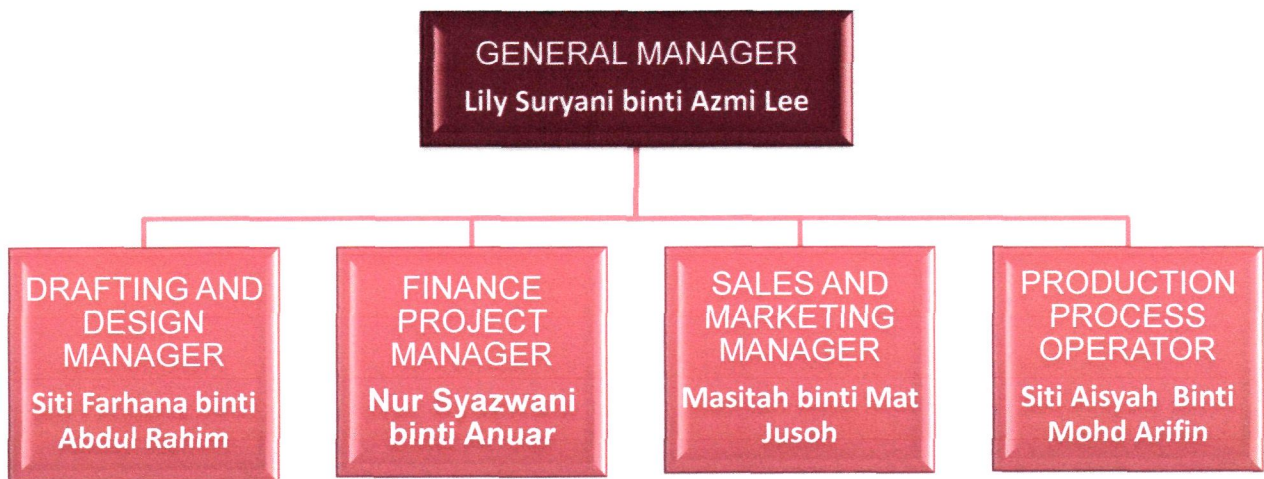 GENERAL MANAGER
Lily Suryani binti Azmi Lee
DRAFTING AND
DESIGN
MANAGER
Siti Farhana binti
Abdul Rahim
FINANCE
PROJECT
MANAGER
Nur Syazwani
binti Anuar
SALES AND
MARKETING
MANAGER
Masitah binti Mat
Jusoh
PRODUCTION
PROCESS
OPERATOR
Siti Aisyah Binti
Mohd Arifin